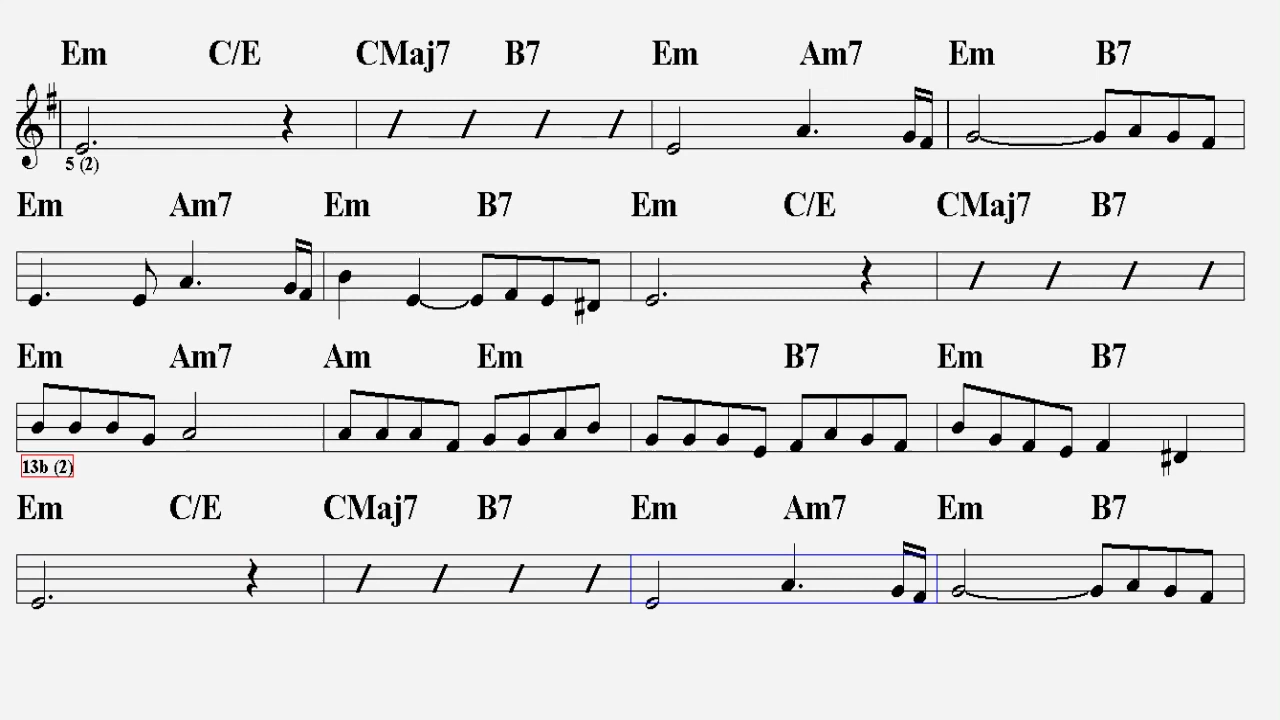 Em C/E CMaj7 B7 Em Am7 Em B7
5 (2)
Em Am7 Em B7 Em C/E CMaj7 B7
Em Am7 Am Em B7 Em B7
13b (2)
Em C/E CMaj7 B7 Em Am7 Em B7